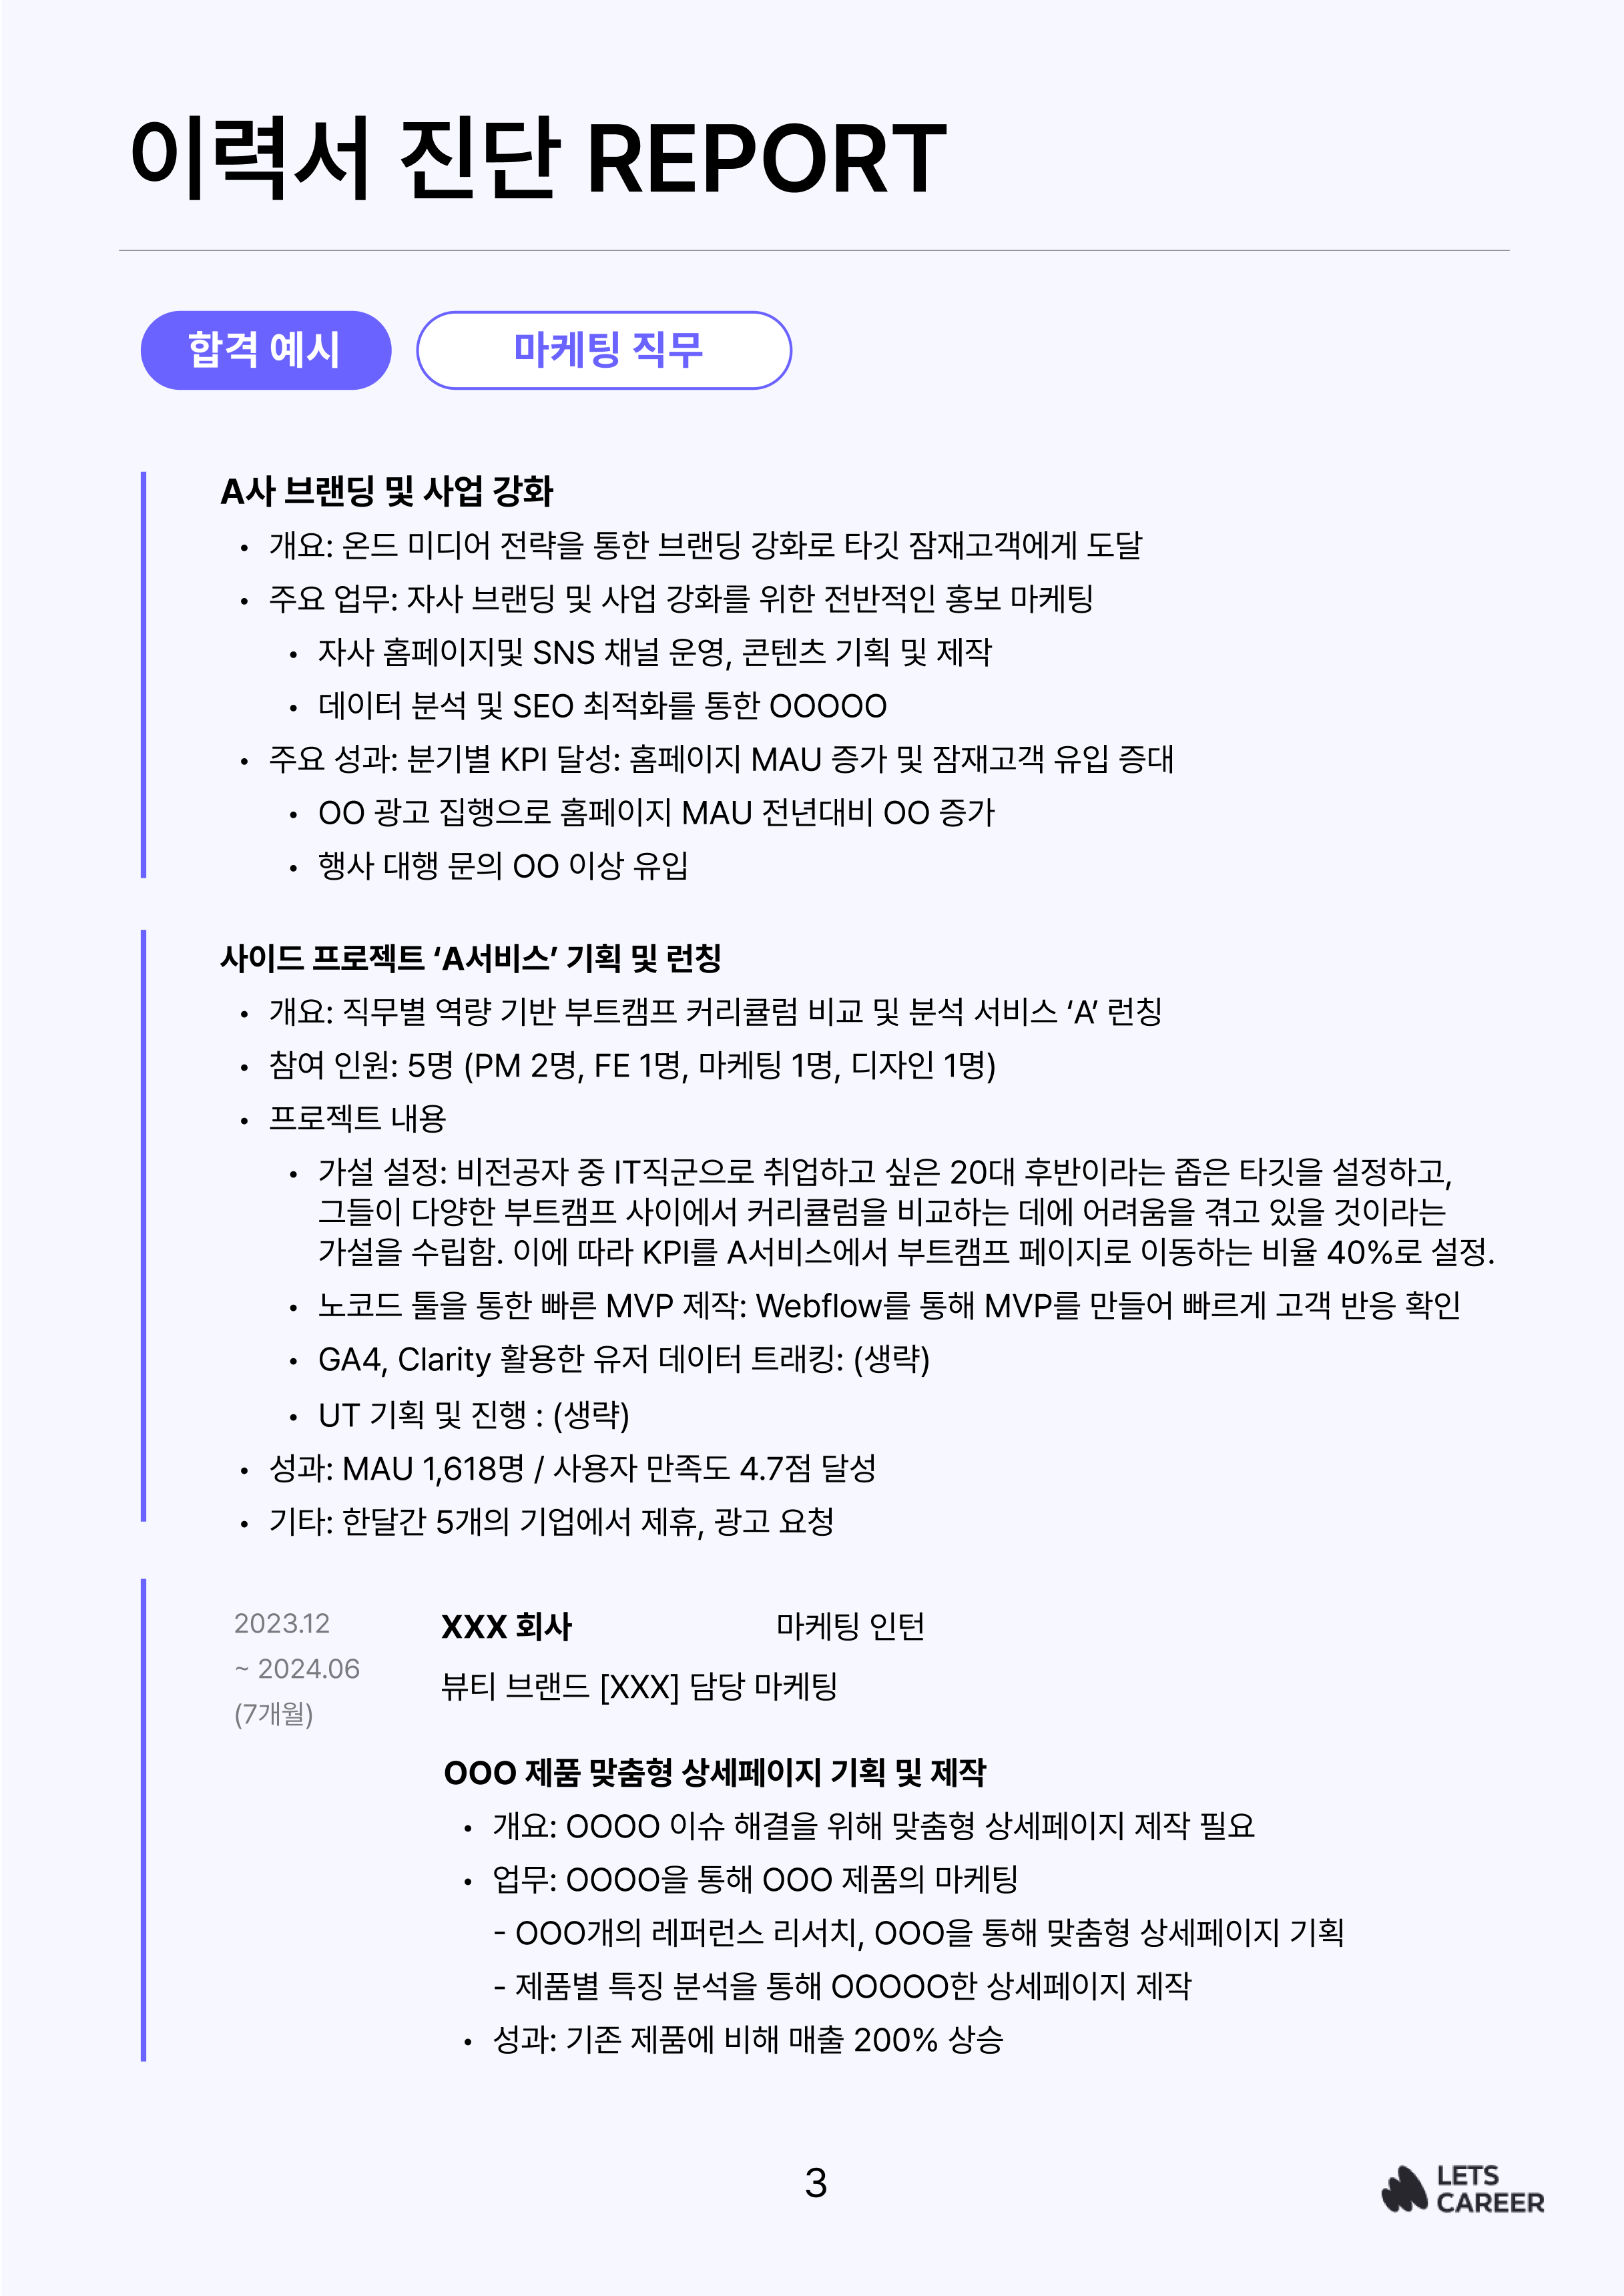 이력서 진단 REPORT
합격 예시
마케팅 직무
A사 브랜딩 및 사업 강화
• 개요: 온드 미디어 전략을 통한 브랜딩 강화로 타깃 잠재고객에게 도달
• 주요 업무: 자사 브랜딩 및 사업 강화를 위한 전반적인 홍보 마케팅
• 자사 홈페이지및 SNS 채널 운영, 콘텐츠 기획 및 제작
• 데이터 분석 및 SEO 최적화를 통한 OOOOO
• 주요 성과: 분기별 KPI 달성: 홈페이지 MAU 증가 및 잠재고객 유입 증대
• OO 광고 집행으로 홈페이지 MAU 전년대비 OO 증가
• 행사 대행 문의 OO 이상 유입
사이드 프로젝트 ‘A서비스’ 기획 및 런칭
• 개요: 직무별 역량 기반 부트캠프 커리큘럼 비교 및 분석 서비스 ‘A’ 런칭
• 참여 인원: 5명 (PM 2명, FE 1명, 마케팅 1명, 디자인 1명)
• 프로젝트 내용
• 가설 설정: 비전공자 중 IT직군으로 취업하고 싶은 20대 후반이라는 좁은 타깃을 설정하고,
그들이 다양한 부트캠프 사이에서 커리큘럼을 비교하는 데에 어려움을 겪고 있을 것이라는
가설을 수립함. 이에 따라 KPI를 A서비스에서 부트캠프 페이지로 이동하는 비율 40%로 설정.
• 노코드 툴을 통한 빠른 MVP 제작: Webflow를 통해 MVP를 만들어 빠르게 고객 반응 확인
• GA4, Clarity 활용한 유저 데이터 트래킹: (생략)
• UT 기획 및 진행 : (생략)
• 성과: MAU 1,618명 / 사용자 만족도 4.7점 달성
• 기타: 한달간 5개의 기업에서 제휴, 광고 요청
2023.12
~ 2024.06
(7개월)
XXX 회사 마케팅 인턴
뷰티 브랜드 [XXX] 담당 마케팅
OOO 제품 맞춤형 상세페이지 기획 및 제작
• 개요: OOOO 이슈 해결을 위해 맞춤형 상세페이지 제작 필요
• 업무: OOOO을 통해 OOO 제품의 마케팅
- OOO개의 레퍼런스 리서치, OOO을 통해 맞춤형 상세페이지 기획
- 제품별 특징 분석을 통해 OOOOO한 상세페이지 제작
• 성과: 기존 제품에 비해 매출 200% 상승
3
LETS
CAREER